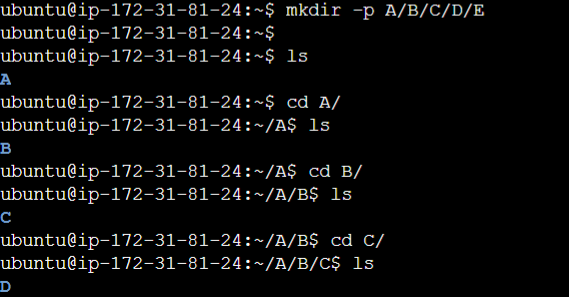 ubuntu@ip-172-31-81-24:~$ mkdir -p A/B/C/D/E
ubuntu@ip-172-31-81-24:~$
ubuntu@ip-172-31-81-24:~$ ls
A
ubuntu@ip-172-31-81-24:~$ cd A/
ubuntu@ip-172-31-81-24:~/A$ ls
B
ubuntu@ip-172-31-81-24:~/A$ cd B/
ubuntu@ip-172-31-81-24:~/A/B$ ls
C
ubuntu@ip-172-31-81-24:~/A/B$ cd C/
ubuntu@ip-172-31-81-24:~/A/B/C$ ls
D